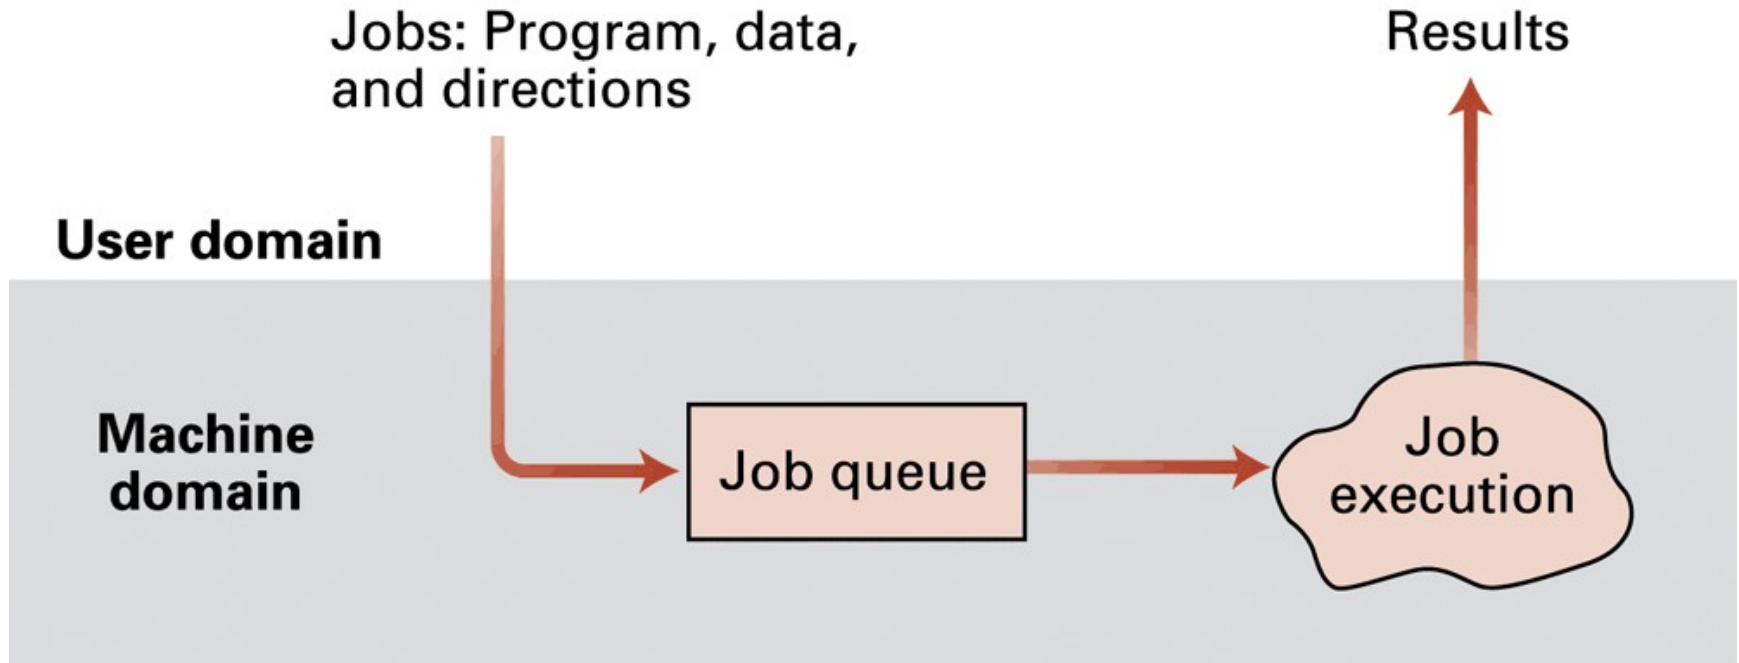 Jobs: Program, data,
and directions
Results
User domain
Machine
domain
Job queue
Job
execution